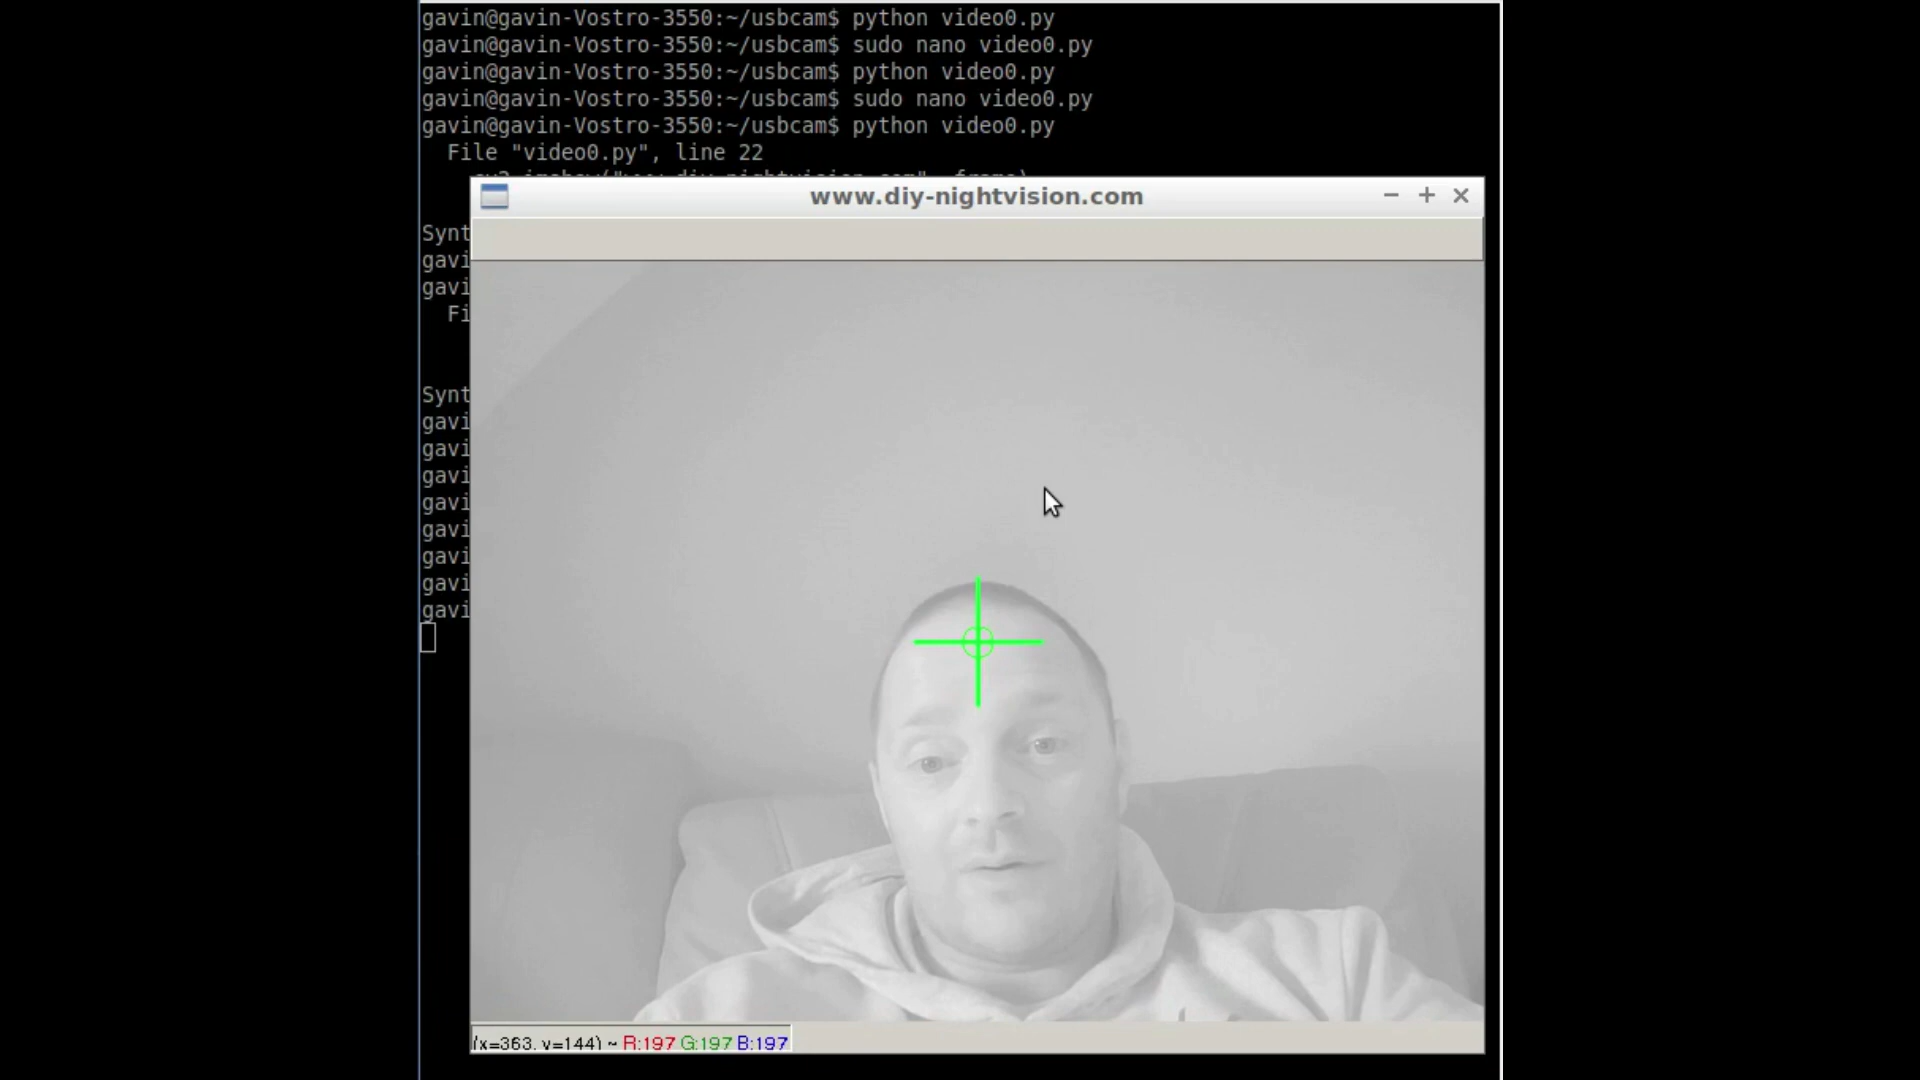 gavin@gavin-Vostro-3550:~/usbcam$ python video0.py
gavin@gavin-Vostro-3550:~/usbcam$ sudo nano video0.py
gavin@gavin-Vostro-3550:~/usbcam$ python video0.py
gavin@gavin-Vostro-3550:~/usbcam$ sudo nano video0.py
gavin@gavin-Vostro-3550:~/usbcam$ python video0.py
File "video0.py", line 22
www.diy-nightvision.com
Synt
gavi
gavi
Fi
Synt
gavi
gavi
gavi
gavi
gavi
gavi
gavi
gavi
(x=363, y=144) ~ R:197 G:197 B:197